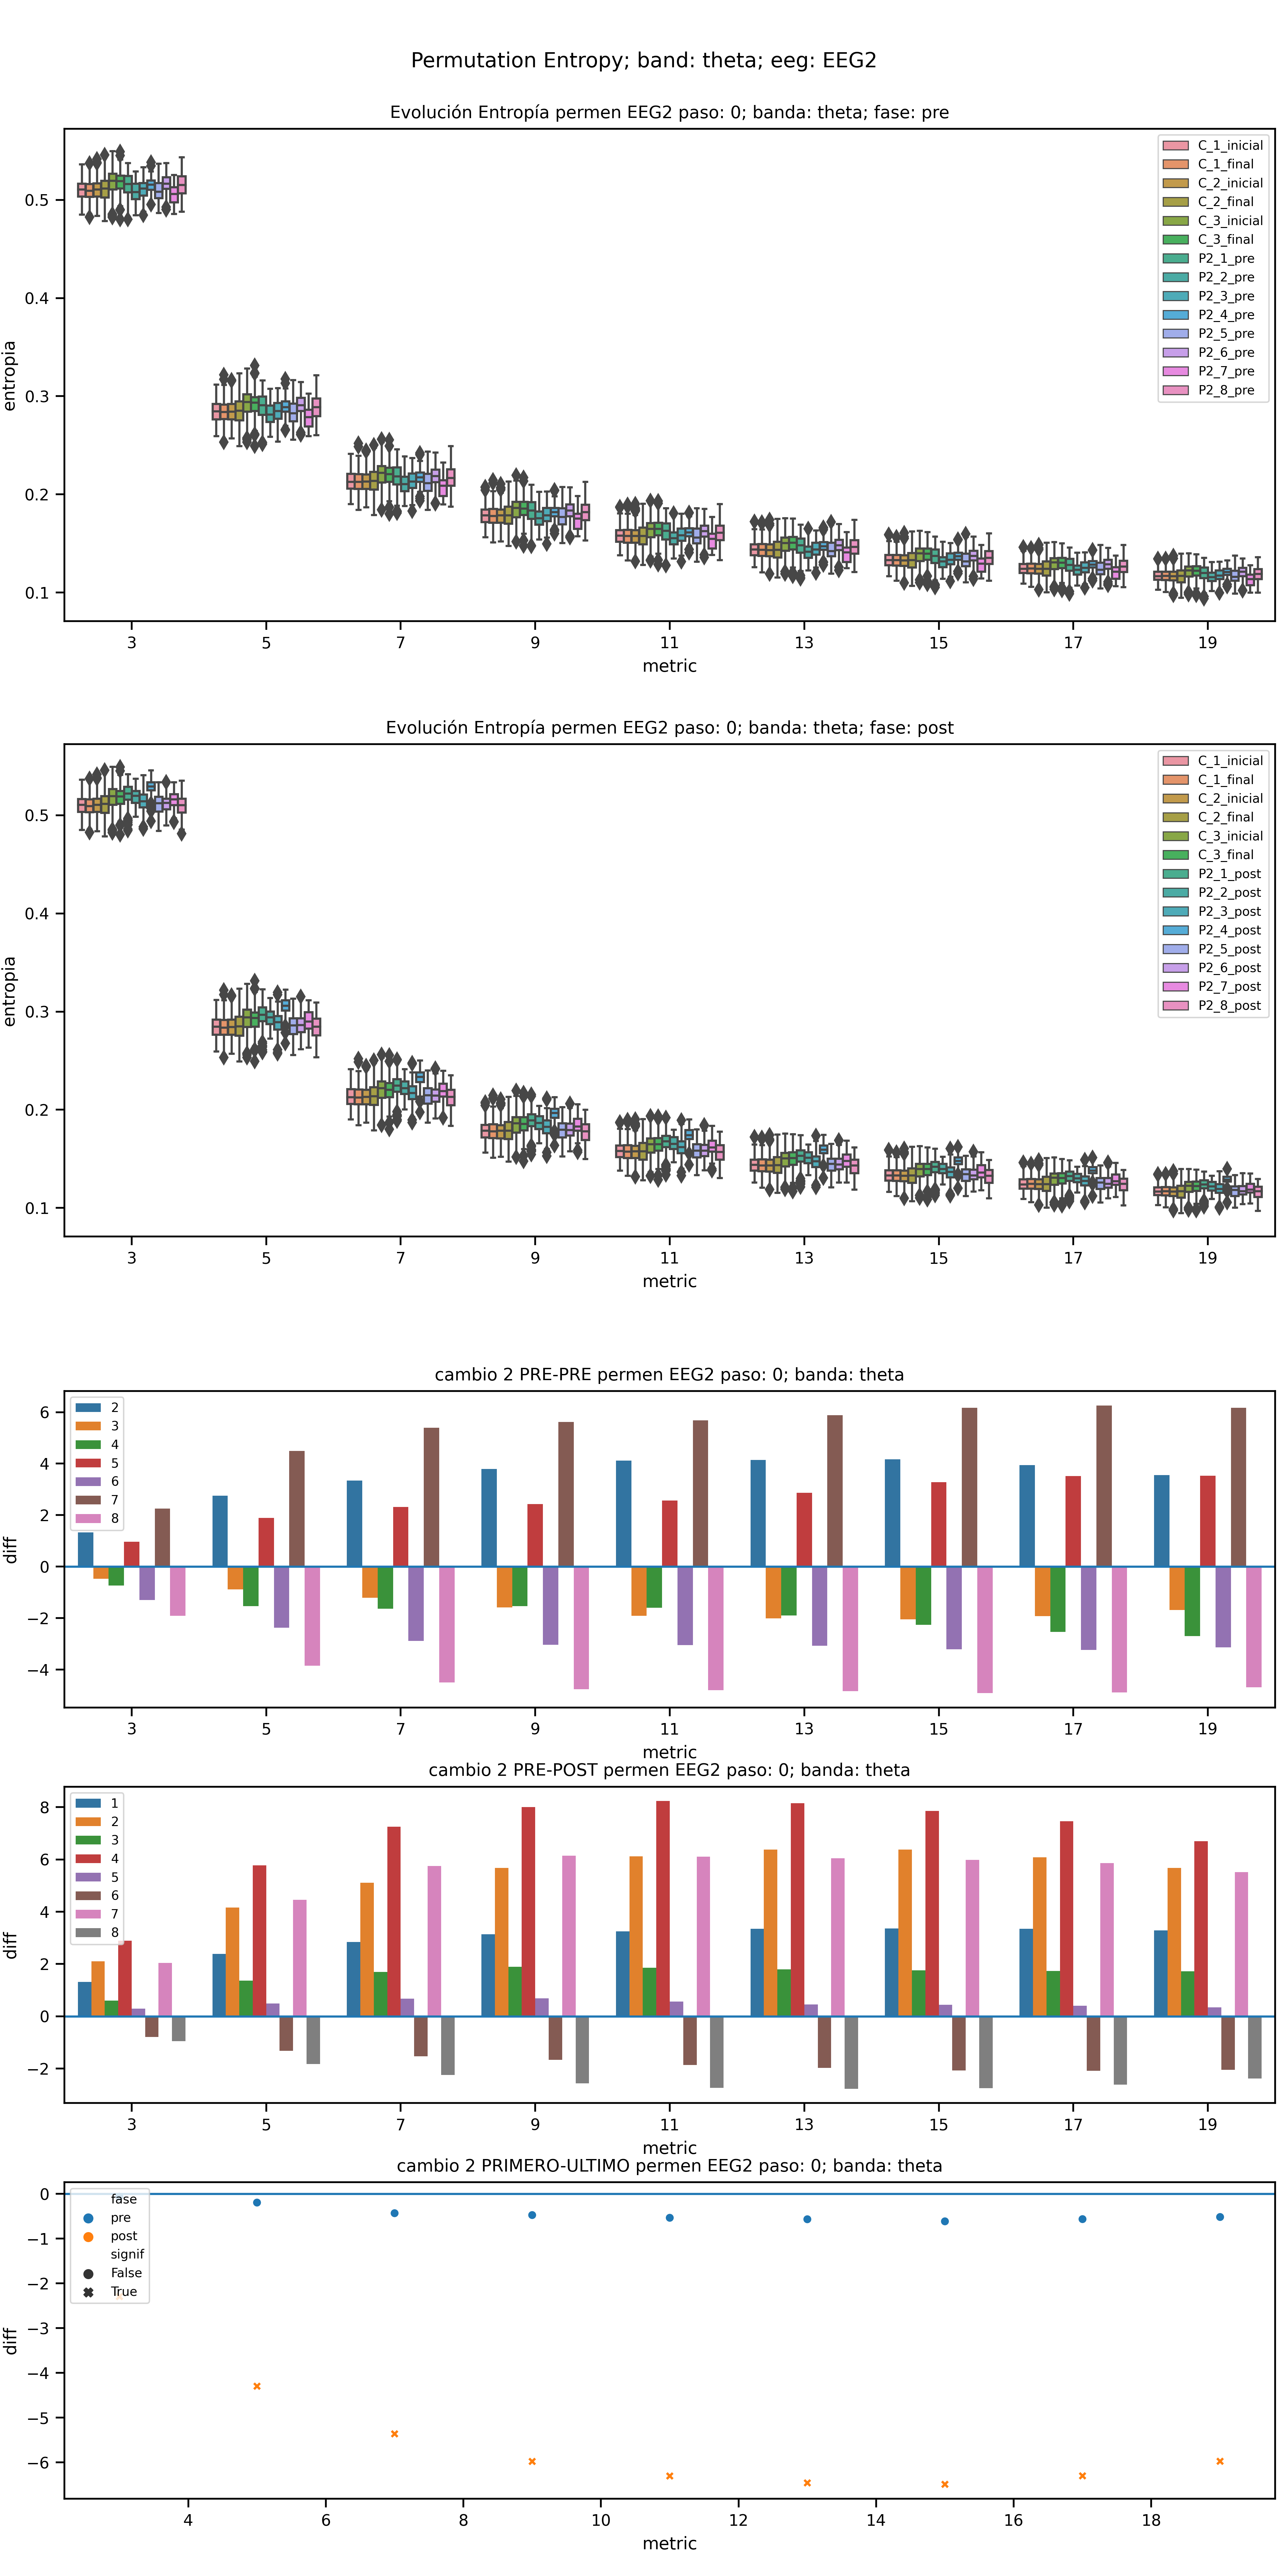 Permutation Entropy; band: theta; eeg: EEG2
Evolución Entropía permen EEG2 paso: 0; banda: theta; fase: pre
entropia
0.5
0.4
0.3
0.2
0.1
C_1_inicial
C_1_final
C_2_inicial
C_2_final
C_3_inicial
C_3_final
P2_1_pre
P2_2_pre
P2_3_pre
P2_4_pre
P2_5_pre
P2_6_pre
P2_7_pre
P2_8_pre
3 5 7 9 11 13 15 17 19
metric
Evolución Entropía permen EEG2 paso: 0; banda: theta; fase: post
entropia
0.5
0.4
0.3
0.2
0.1
C_1_inicial
C_1_final
C_2_inicial
C_2_final
C_3_inicial
C_3_final
P2_1_post
P2_2_post
P2_3_post
P2_4_post
P2_5_post
P2_6_post
P2_7_post
P2_8_post
3 5 7 9 11 13 15 17 19
metric
cambio 2 PRE-PRE permen EEG2 paso: 0; banda: theta
diff
6
4
2
0
−2
−4
2
3
4
5
6
7
8
3 5 7 9 11 13 15 17 19
metric
cambio 2 PRE-POST permen EEG2 paso: 0; banda: theta
diff
8
6
4
2
0
−2
1
2
3
4
5
6
7
8
3 5 7 9 11 13 15 17 19
metric
cambio 2 PRIMERO-ULTIMO permen EEG2 paso: 0; banda: theta
diff
0
−1
−2
−3
−4
−5
−6
fase
pre
post
signif
False
True
4 6 8 10 12 14 16 18
metric